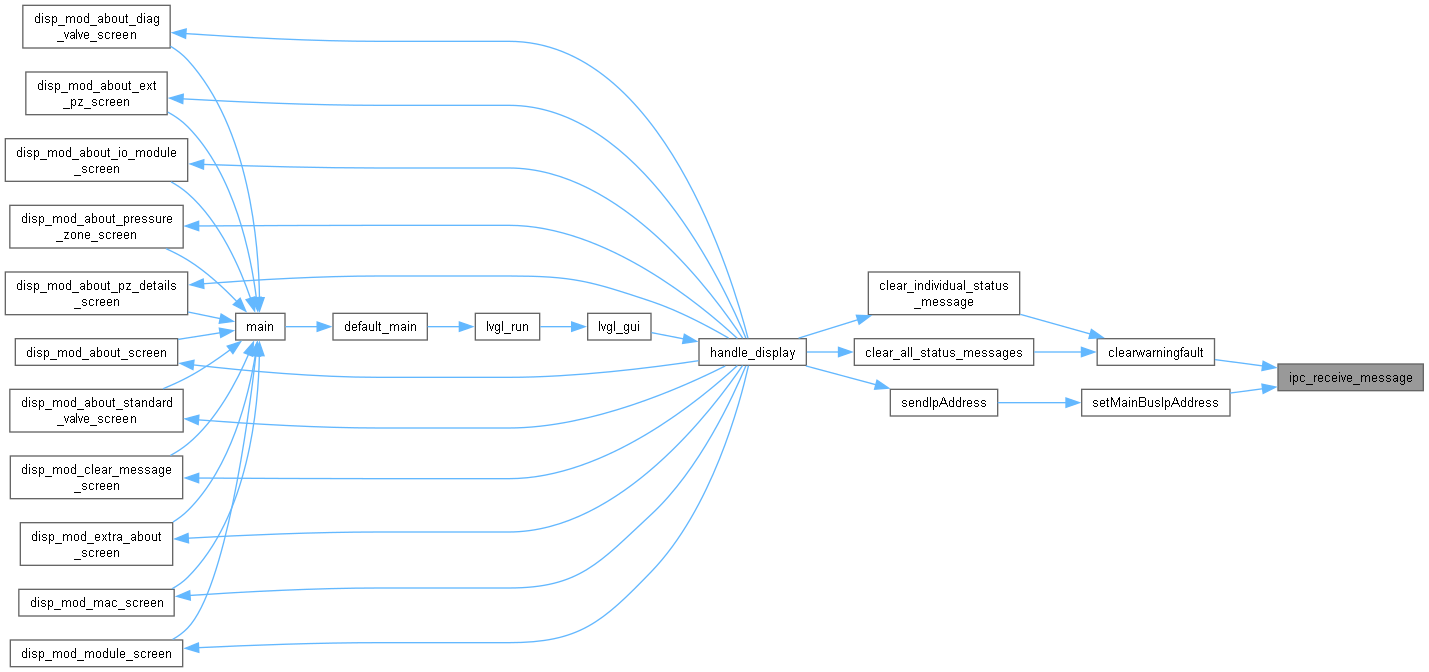 disp_mod_about_diag
_valve_screen
disp_mod_about_ext
_pz_screen
disp_mod_about_io_module
_screen
disp_mod_about_pressure
_zone_screen
disp_mod_about_pz_details
_screen
disp_mod_about_screen
disp_mod_about_standard
_valve_screen
disp_mod_clear_message
_screen
disp_mod_extra_about
_screen
disp_mod_mac_screen
disp_mod_module_screen
main
default_main
lvgl_run
lvgl_gui
handle_display
clear_individual_status
_message
clear_all_status_messages
sendIpAddress
clearwarningfault
setMainBusIpAddress
ipc_receive_message